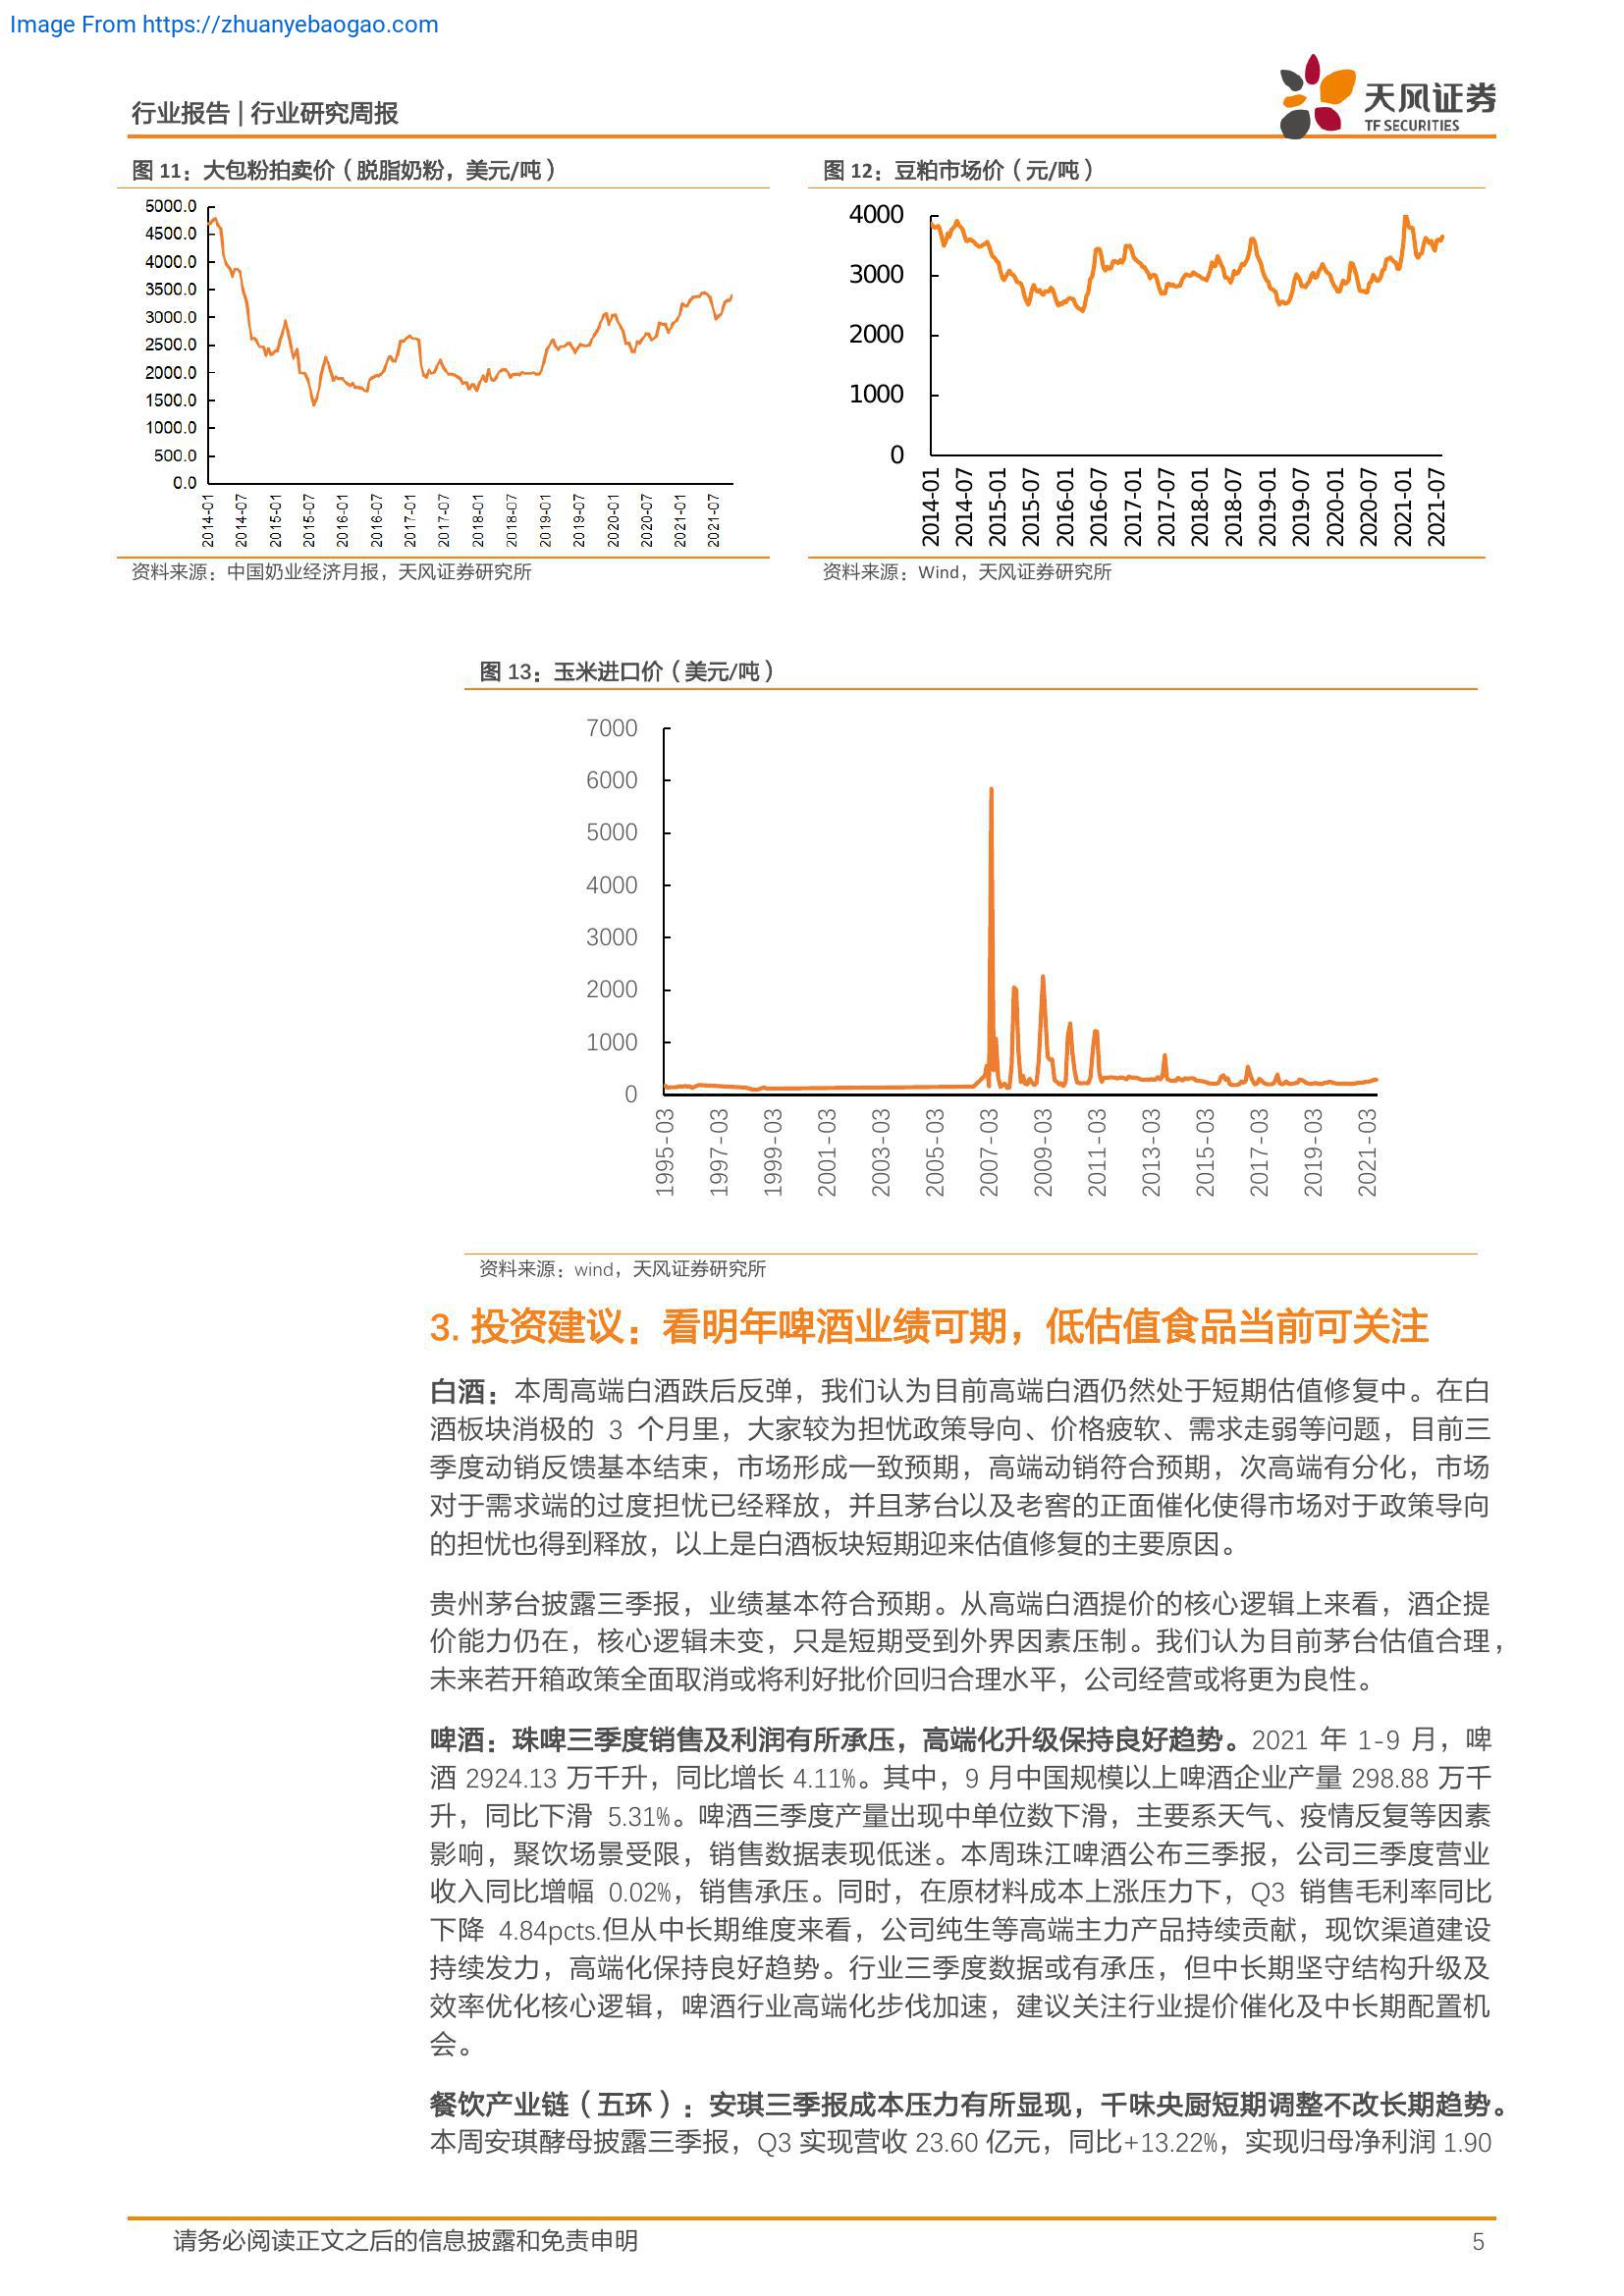 Image From https://zhuanyebaogao.com
行业报告 | 行业研究周报
天风证券
TF SECURITIES
图 11：大包粉拍卖价（脱脂奶粉，美元/吨）
5000.0
4500.0
4000.0
3500.0
3000.0
2500.0
2000.0
1500.0
1000.0
500.0
0.0
2014-01
2014-07
2015-01
2015-07
2016-01
2016-07
2017-01
2017-07
2018-01
2018-07
2019-01
2019-07
2020-01
2020-07
2021-01
2021-07
资料来源：中国奶业经济月报，天风证券研究所
图 12：豆粕市场价（元/吨）
4000
3000
2000
1000
0
2014-01
2014-07
2015-01
2015-07
2016-01
2016-07
2017-01
2017-07
2018-01
2018-07
2019-01
2019-07
2020-01
2020-07
2021-01
2021-07
资料来源：Wind，天风证券研究所
图 13：玉米进口价（美元/吨）
7000
6000
5000
4000
3000
2000
1000
0
1995-03
1997-03
1999-03
2001-03
2003-03
2005-03
2007-03
2009-03
2011-03
2013-03
2015-03
2017-03
2019-03
2021-03
资料来源：wind，天风证券研究所
3. 投资建议：看明年啤酒业绩可期，低估值食品当前可关注
白酒：本周高端白酒跌后反弹，我们认为目前高端白酒仍然处于短期估值修复中。在白
酒板块消极的 3 个月里，大家较为担忧政策导向、价格疲软、需求走弱等问题，目前三
季度动销反馈基本结束，市场形成一致预期，高端动销符合预期，次高端有分化，市场
对于需求端的过度担忧已经释放，并且茅台以及老窖的正面催化使得市场对于政策导向
的担忧也得到释放，以上是白酒板块短期迎来估值修复的主要原因。
贵州茅台披露三季报，业绩基本符合预期。从高端白酒提价的核心逻辑上来看，酒企提
价能力仍在，核心逻辑未变，只是短期受到外界因素压制。我们认为目前茅台估值合理，
未来若开箱政策全面取消或将利好批价回归合理水平，公司经营或将更为良性。
啤酒：珠啤三季度销售及利润有所承压，高端化升级保持良好趋势。2021 年 1-9 月，啤
酒 2924.13 万千升，同比增长 4.11%。其中，9 月中国规模以上啤酒企业产量 298.88 万千
升，同比下滑 5.31%。啤酒三季度产量出现中单位数下滑，主要系天气、疫情反复等因素
影响，聚饮场景受限，销售数据表现低迷。本周珠江啤酒公布三季报，公司三季度营业
收入同比增幅 0.02%，销售承压。同时，在原材料成本上涨压力下，Q3 销售毛利率同比
下降 4.84pcts.但从中长期维度来看，公司纯生等高端主力产品持续贡献，现饮渠道建设
持续发力，高端化保持良好趋势。行业三季度数据或有承压，但中长期坚守结构升级及
效率优化核心逻辑，啤酒行业高端化步伐加速，建议关注行业提价催化及中长期配置机
会。
餐饮产业链（五环）：安琪三季报成本压力有所显现，千味央厨短期调整不改长期趋势。
本周安琪酵母披露三季报，Q3 实现营收 23.60 亿元，同比+13.22%，实现归母净利润 1.90
请务必阅读正文之后的信息披露和免责申明
5